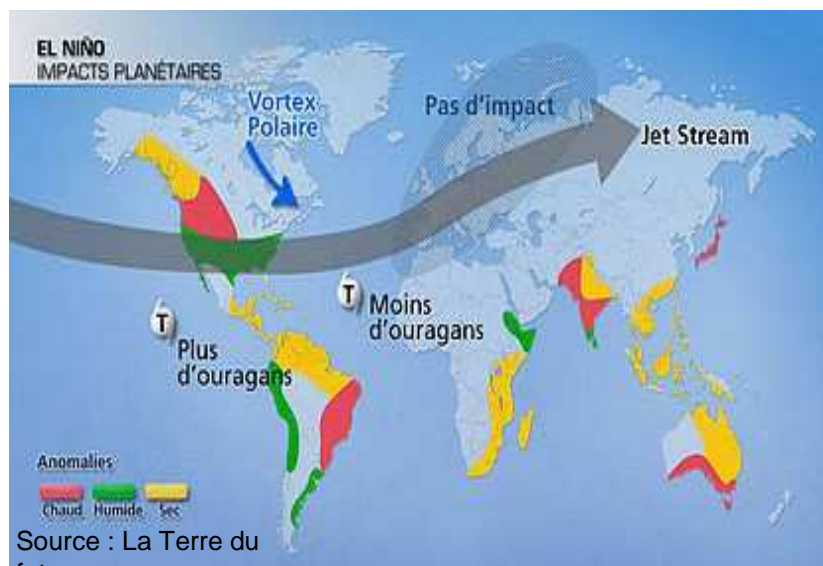 EL NIÑO
IMPACTS PLANÉTAIRES
Vortex
Polaire
Pas d'impact
Jet Stream
T
Moins
d'ouragans
T
Plus
d'ouragans
Anomalies
Chaud Humide Sec
Source : La Terre du